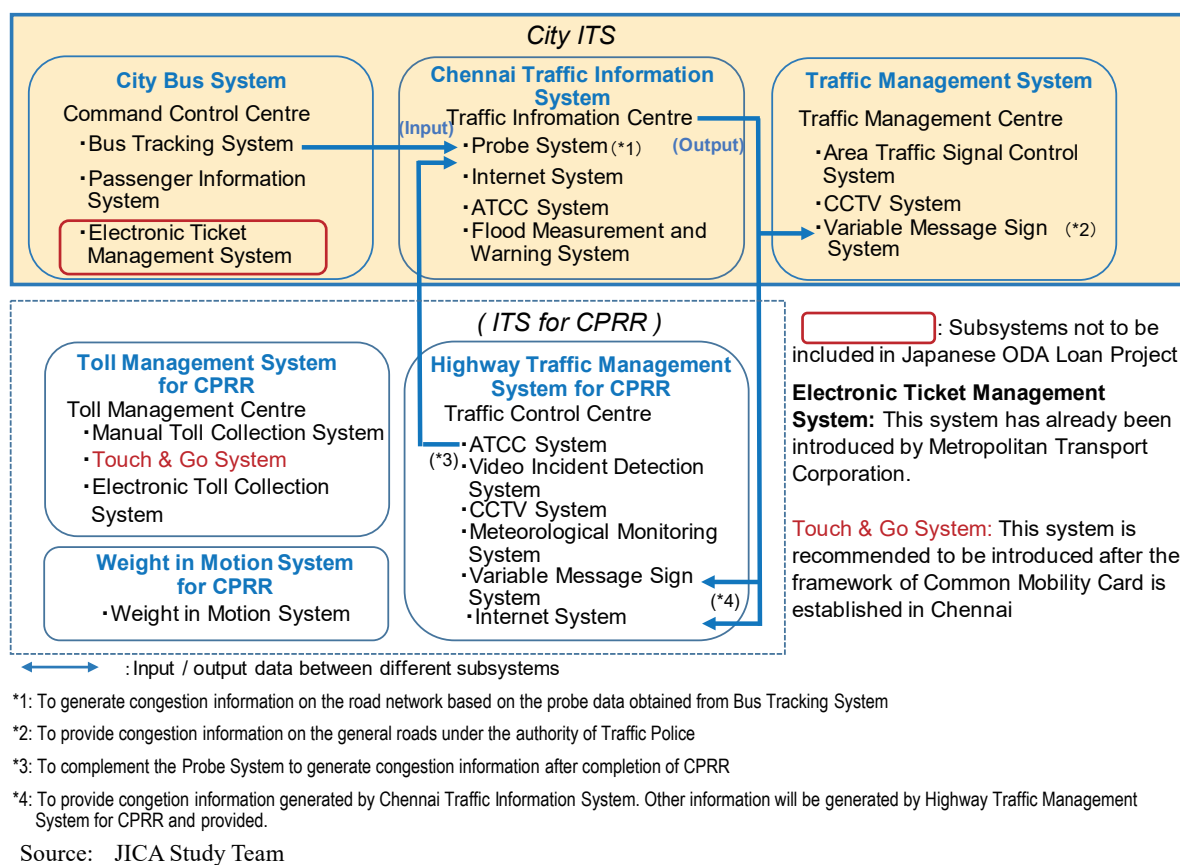 City ITS
City Bus System
Command Control Centre
・Bus Tracking System
・Passenger Information
System
・Electronic Ticket
Management System
(Input)
Chennai Traffic Information
System
Traffic Infromation Centre
・Probe System(*1)
(Output)
・Internet System
・ATCC System
・Flood Measurement and
Warning System
Traffic Management System
Traffic Management Centre
・Area Traffic Signal Control
System
・CCTV System
・Variable Message Sign (*2)
System
( ITS for CPRR )
Toll Management System
for CPRR
Toll Management Centre
・Manual Toll Collection System
・Touch & Go System
・Electronic Toll Collection
System
Weight in Motion System
for CPRR
・Weight in Motion System
Highway Traffic Management
System for CPRR
Traffic Control Centre
・ATCC System
(*3)
・Video Incident Detection
System
・CCTV System
・Meteorological Monitoring
System
・Variable Message Sign
System
(*4)
・Internet System
: Subsystems not to be
included in Japanese ODA Loan Project
Electronic Ticket Management
System: This system has already been
introduced by Metropolitan Transport
Corporation.
Touch & Go System: This system is
recommended to be introduced after the
framework of Common Mobility Card is
established in Chennai
: Input / output data between different subsystems
*1: To generate congestion information on the road network based on the probe data obtained from Bus Tracking System
*2: To provide congestion information on the general roads under the authority of Traffic Police
*3: To complement the Probe System to generate congestion information after completion of CPRR
*4: To provide congetion information generated by Chennai Traffic Information System. Other information will be generated by Highway Traffic Management
System for CPRR and provided.
Source: JICA Study Team